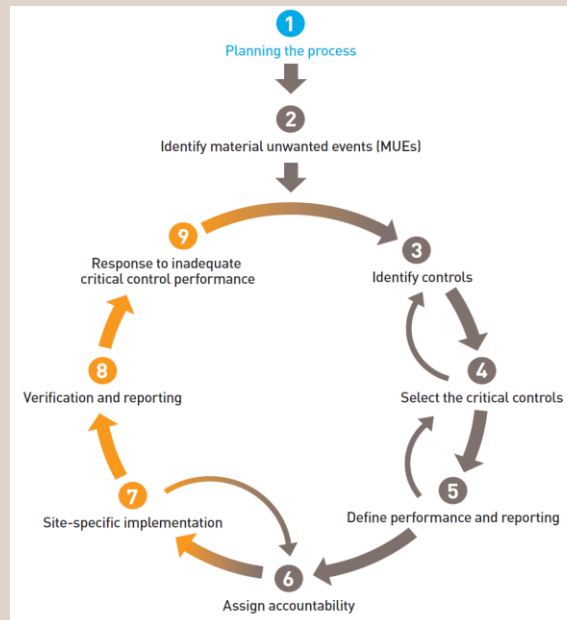 1
Planning the process
2
Identify material unwanted events (MUEs)
3
Identify controls
4
Select the critical controls
5
Define performance and reporting
6
Assign accountability
7
Site-specific implementation
8
Verification and reporting
9
Response to inadequate
critical control performance